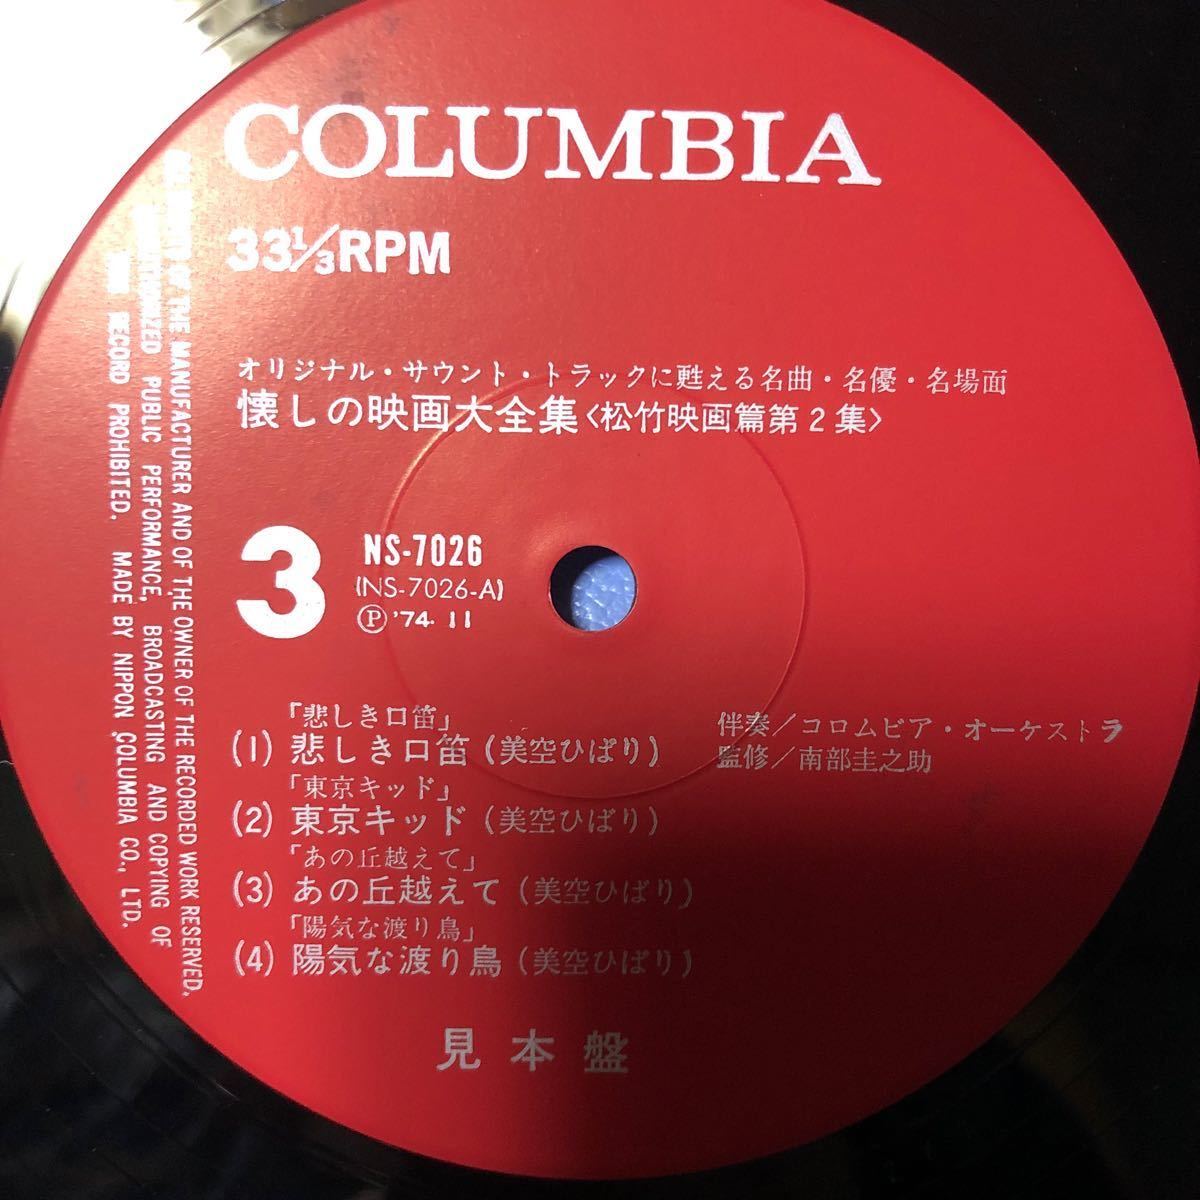 COLUMBIA
33⅓RPM
オリジナル・サウント・トラックに甦える名曲・名優・名場面
懐しの映画大全集〈松竹映画篇第2集〉
3
NS-7026
(NS-7026-A)
Ⓟ '74. 11
「悲しき口笛」
(1) 悲しき口笛 (美空ひばり)
「東京キッド」
(2) 東京キッド (美空ひばり)
「あの丘越えて」
(3) あの丘越えて (美空ひばり)
「陽気な渡り鳥」
(4) 陽気な渡り鳥 (美空ひばり)
伴奏/コロムビア・オーケストラ
監修/南部圭之助
見本盤
OF THE MANUFACTURER AND OF THE OWNER OF THE RECORDED WORK RESERVED.
UNAUTHORIZED PUBLIC PERFORMANCE, BROADCASTING AND COPYING OF
THIS RECORD PROHIBITED. MADE BY NIPPON COLUMBIA CO., LTD.